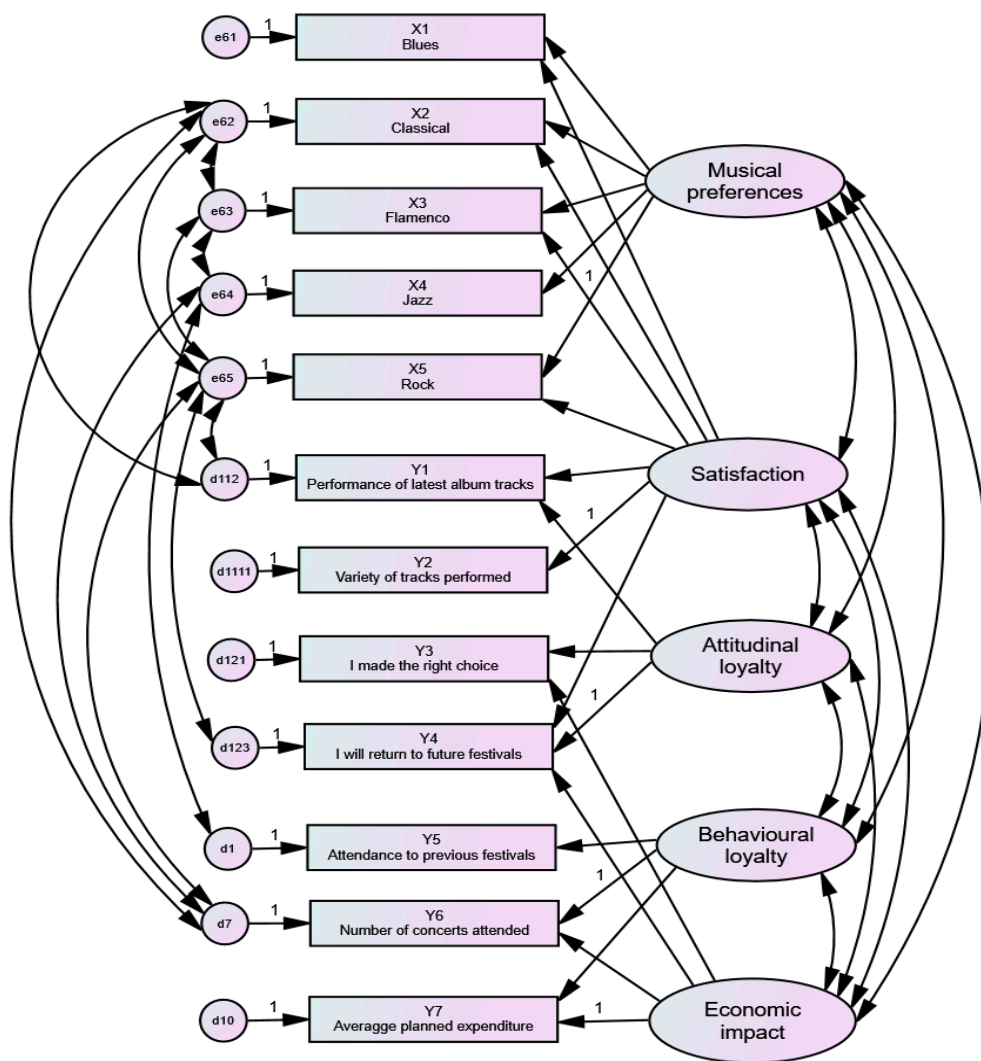 e61
1
X1
Blues
e62
1
X2
Classical
Musical
preferences
e63
1
X3
Flamenco
e64
1
X4
Jazz
1
e65
1
X5
Rock
d112
1
Y1
Performance of latest album tracks
Satisfaction
1
d1111
1
Y2
Variety of tracks performed
d121
1
Y3
I made the right choice
Attitudinal
loyalty
1
d123
1
Y4
I will return to future festivals
d1
1
Y5
Attendance to previous festivals
Behavioural
loyalty
1
d7
1
Y6
Number of concerts attended
d10
1
Y7
Averagge planned expenditure
1
Economic
impact